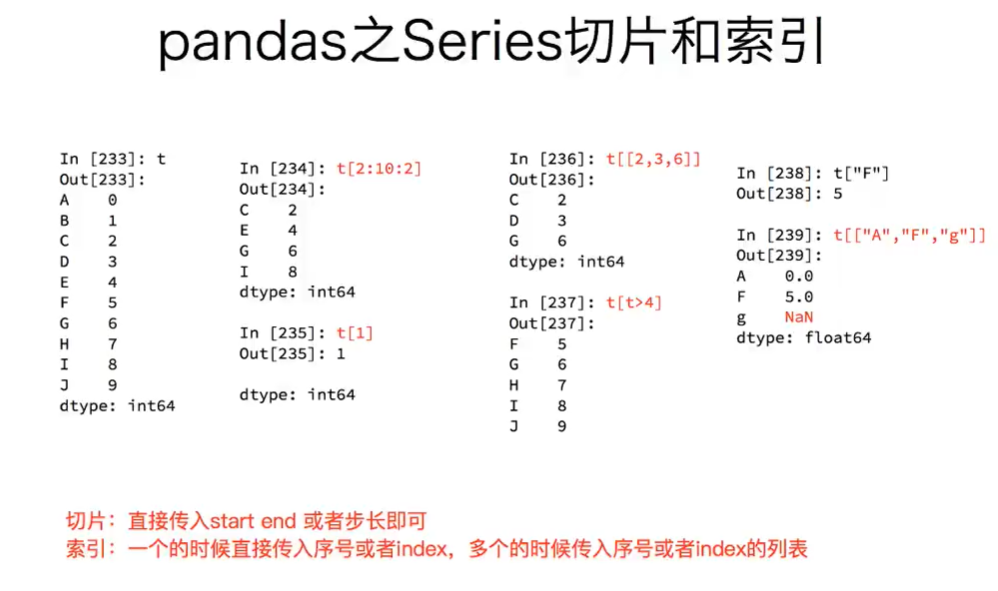 pandas之Series切片和索引
In [233]: t
Out[233]:
A    0
B    1
C    2
D    3
E    4
F    5
G    6
H    7
I    8
J    9
dtype: int64
In [234]: t[2:10:2]
Out[234]:
C    2
E    4
G    6
I    8
dtype: int64
In [235]: t[1]
Out[235]: 1
dtype: int64
In [236]: t[[2,3,6]]
Out[236]:
C    2
D    3
G    6
dtype: int64
In [237]: t[t>4]
Out[237]:
F    5
G    6
H    7
I    8
J    9
In [238]: t["F"]
Out[238]: 5
In [239]: t[["A","F","g"]]
Out[239]:
A    0.0
F    5.0
g    NaN
dtype: float64
切片：直接传入start end 或者步长即可
索引：一个的时候直接传入序号或者index，多个的时候传入序号或者index的列表